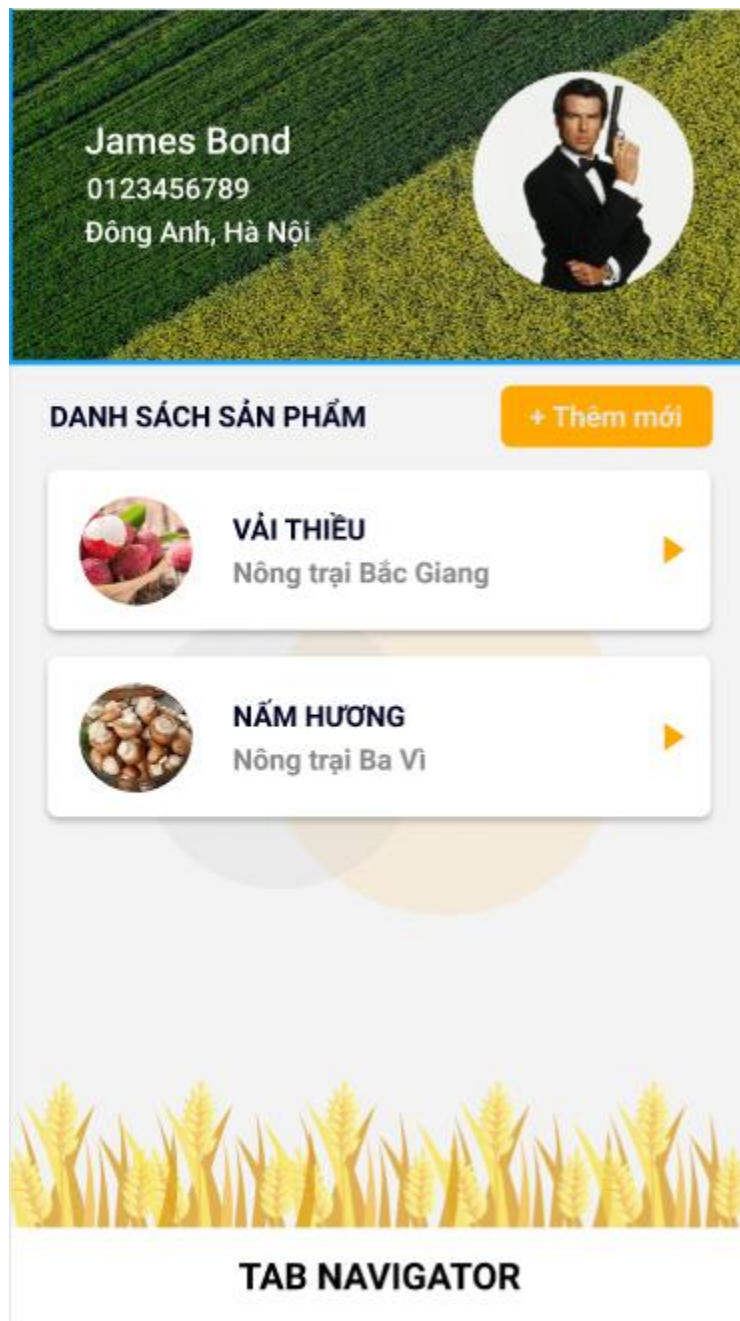 James Bond
0123456789
Đông Anh, Hà Nội
DANH SÁCH SẢN PHẨM
+ Thêm mới
VẢI THIỀU
Nông trại Bắc Giang
NẤM HƯƠNG
Nông trại Ba Vì
TAB NAVIGATOR